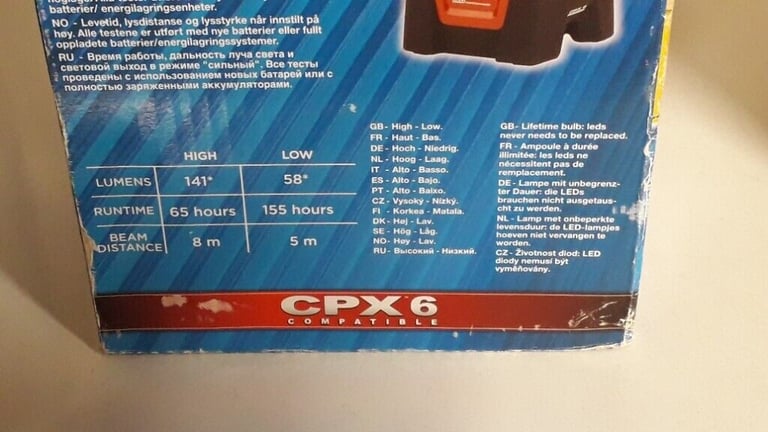 batterier/ energilagringsenheter.
NO - Levetid, lysdistanse og lysstyrke når innstilt på
høy. Alle testene er utført med nye batterier eller fullt
oppladete batterier/energilagringssystemer.
RU - Время работы, дальность луча света и
световой выход в режиме "сильный". Все тесты
проведены с использованием новых батарей или с
полностью заряженными аккумуляторами.
HIGH LOW
LUMENS 141* 58*
RUNTIME 65 hours 155 hours
BEAM
DISTANCE 8 m 5 m
GB- High - Low.
FR - Haut - Bas.
DE - Hoch - Niedrig.
NL - Hoog - Laag.
IT - Alto - Basso.
ES - Alto - Bajo.
PT - Alto - Baixo.
CZ - Vysoký - Nízký.
FI - Korkea - Matala.
DK - Høj - Lav.
SE - Hög - Låg.
NO- Høy - Lav.
RU- Высокий - Низкий.
GB- Lifetime bulb: leds
never needs to be replaced.
FR - Ampoule à durée
illimitée: les leds ne
nécessitent pas de
remplacement.
DE - Lampe mit unbegrenz-
ter Dauer: die LEDs
brauchen nicht ausgetaus-
cht zu werden.
NL - Lamp met onbeperkte
levensduur: de LED-lampjes
hoeven niet vervangen te
worden.
CZ - Životnost diod: LED
diody nemusí být
vyměňovány.
CPX 6
COMPATIBLE